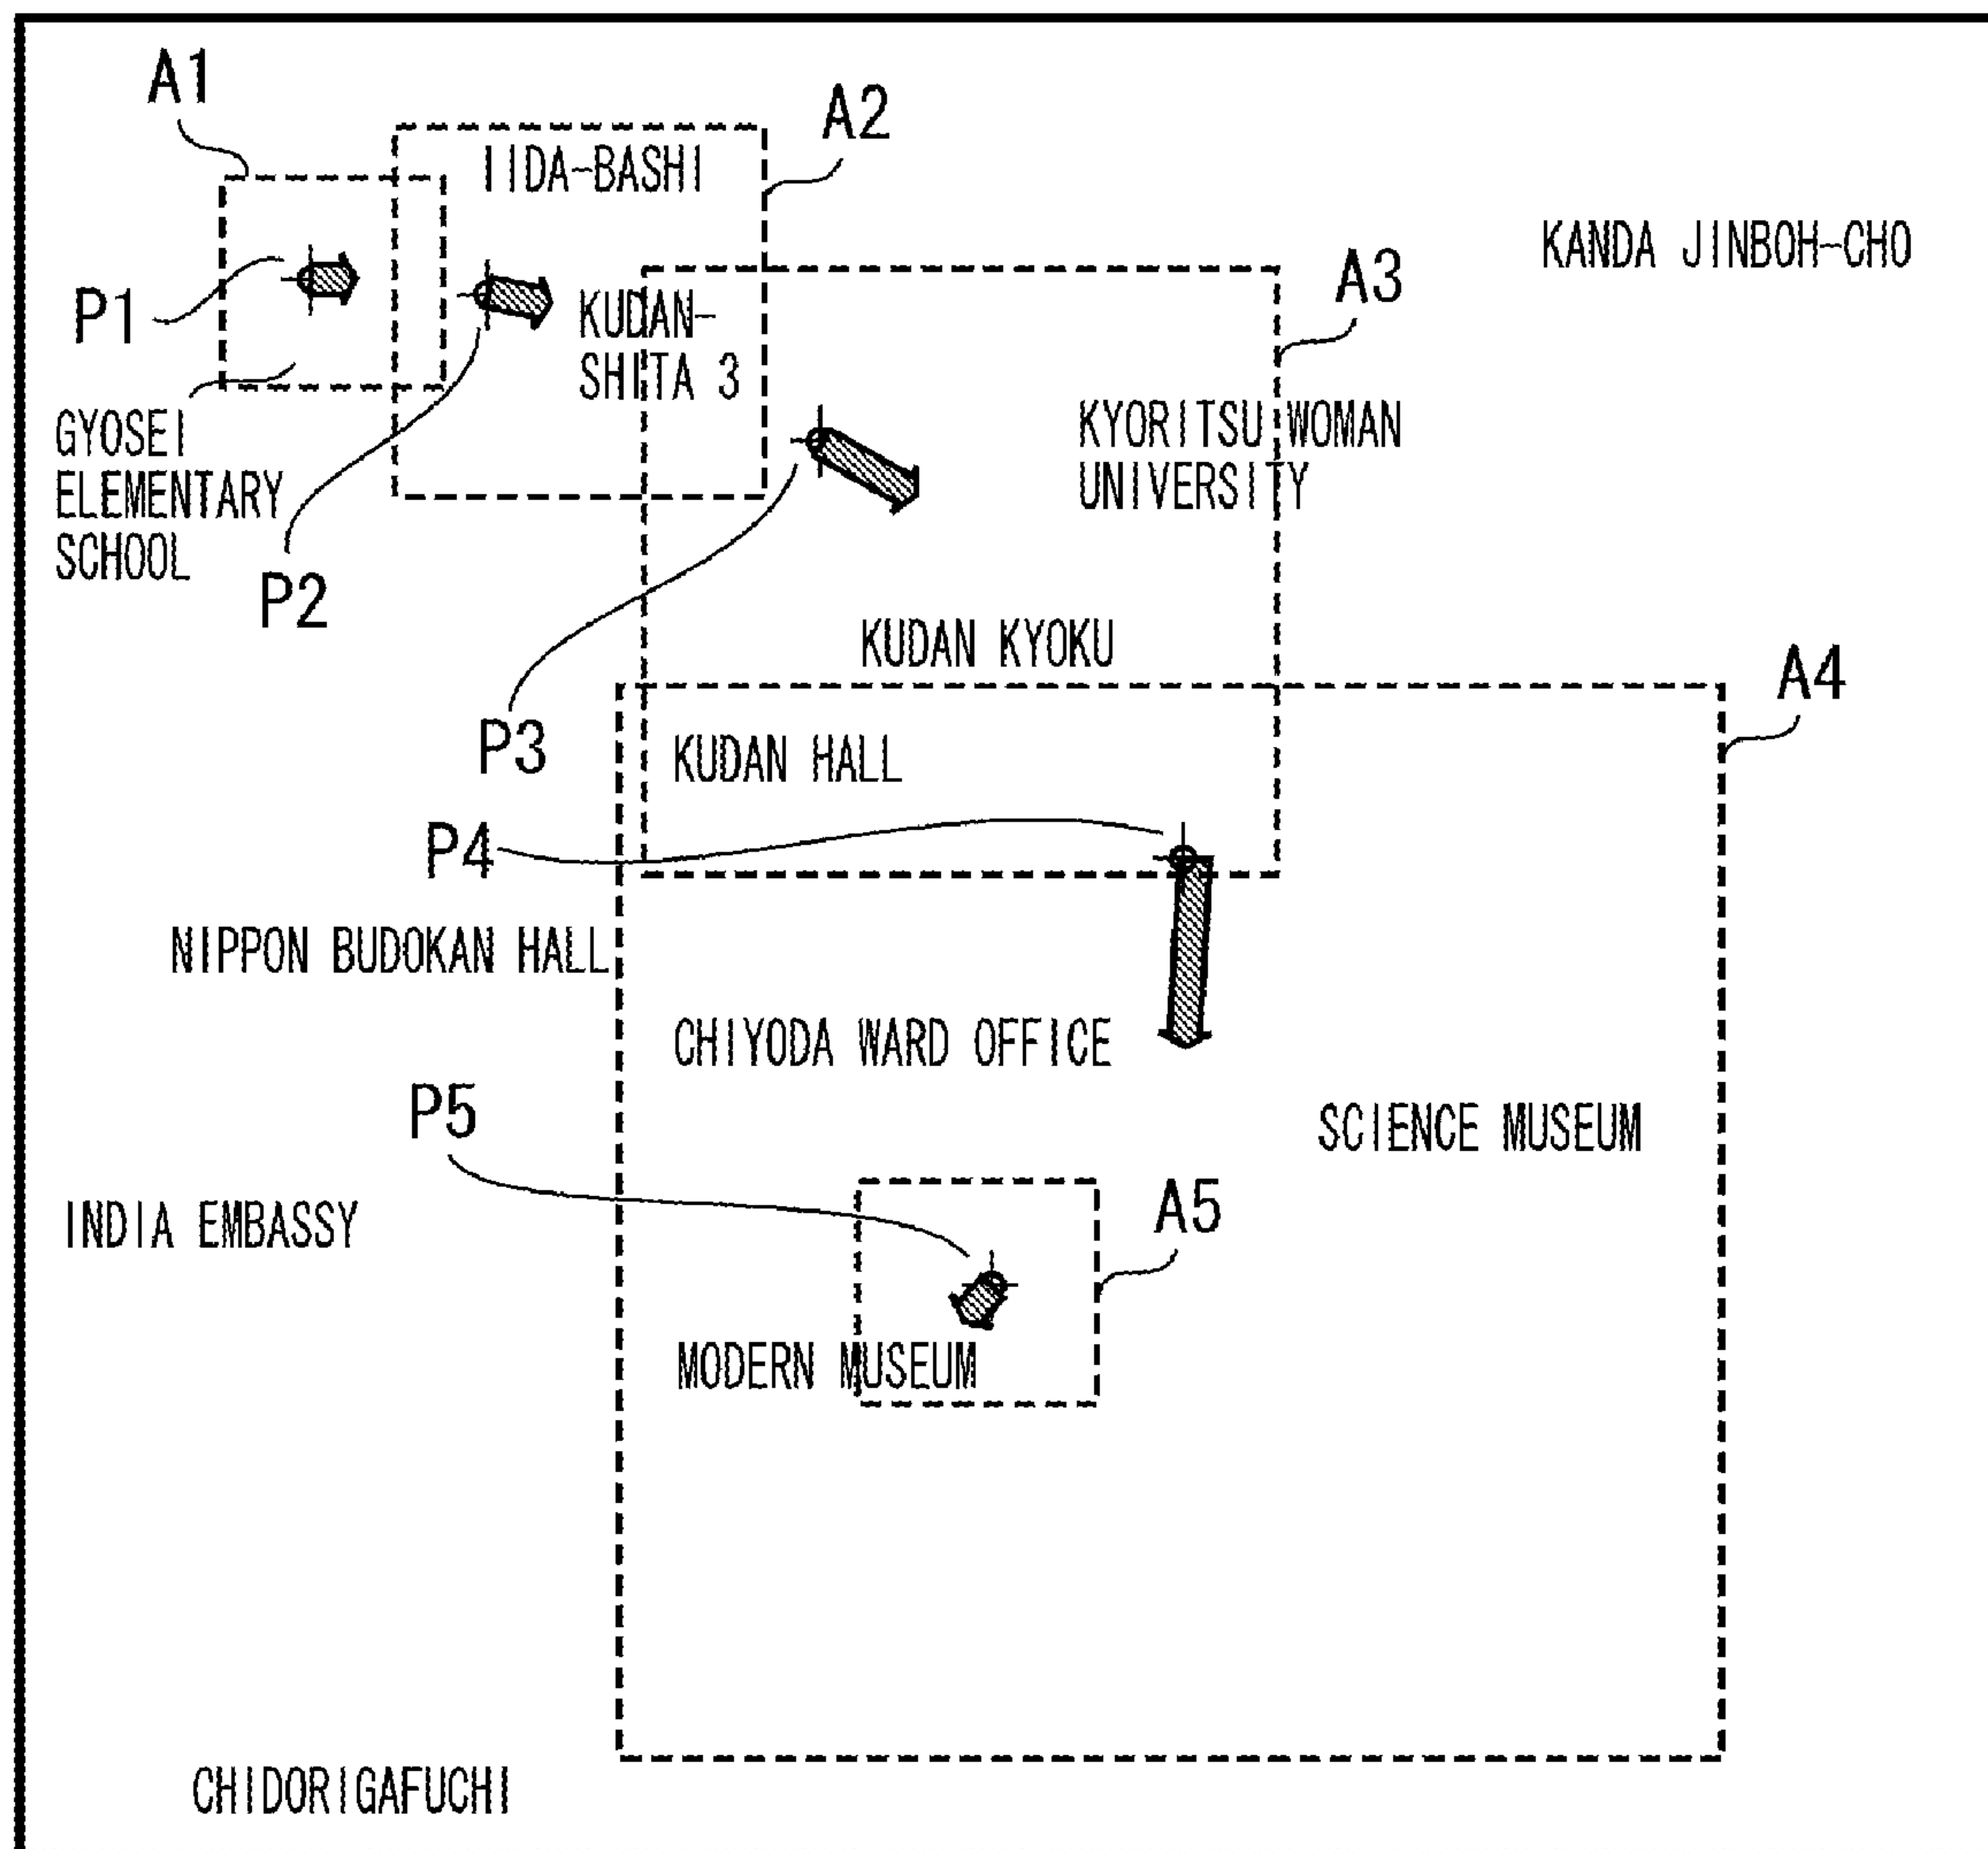 A1
A2
IIDA-BASHI
KANDA JINBOH-CHO
A3
P1
KUDAN-
SHITA 3
GYOSEI
ELEMENTARY
SCHOOL
KYORITSU WOMAN
UNIVERSITY
P2
KUDAN KYOKU
A4
P3
KUDAN HALL
P4
NIPPON BUDOKAN HALL
CHIYODA WARD OFFICE
P5
SCIENCE MUSEUM
A5
INDIA EMBASSY
MODERN MUSEUM
CHIDORIGAFUCHI